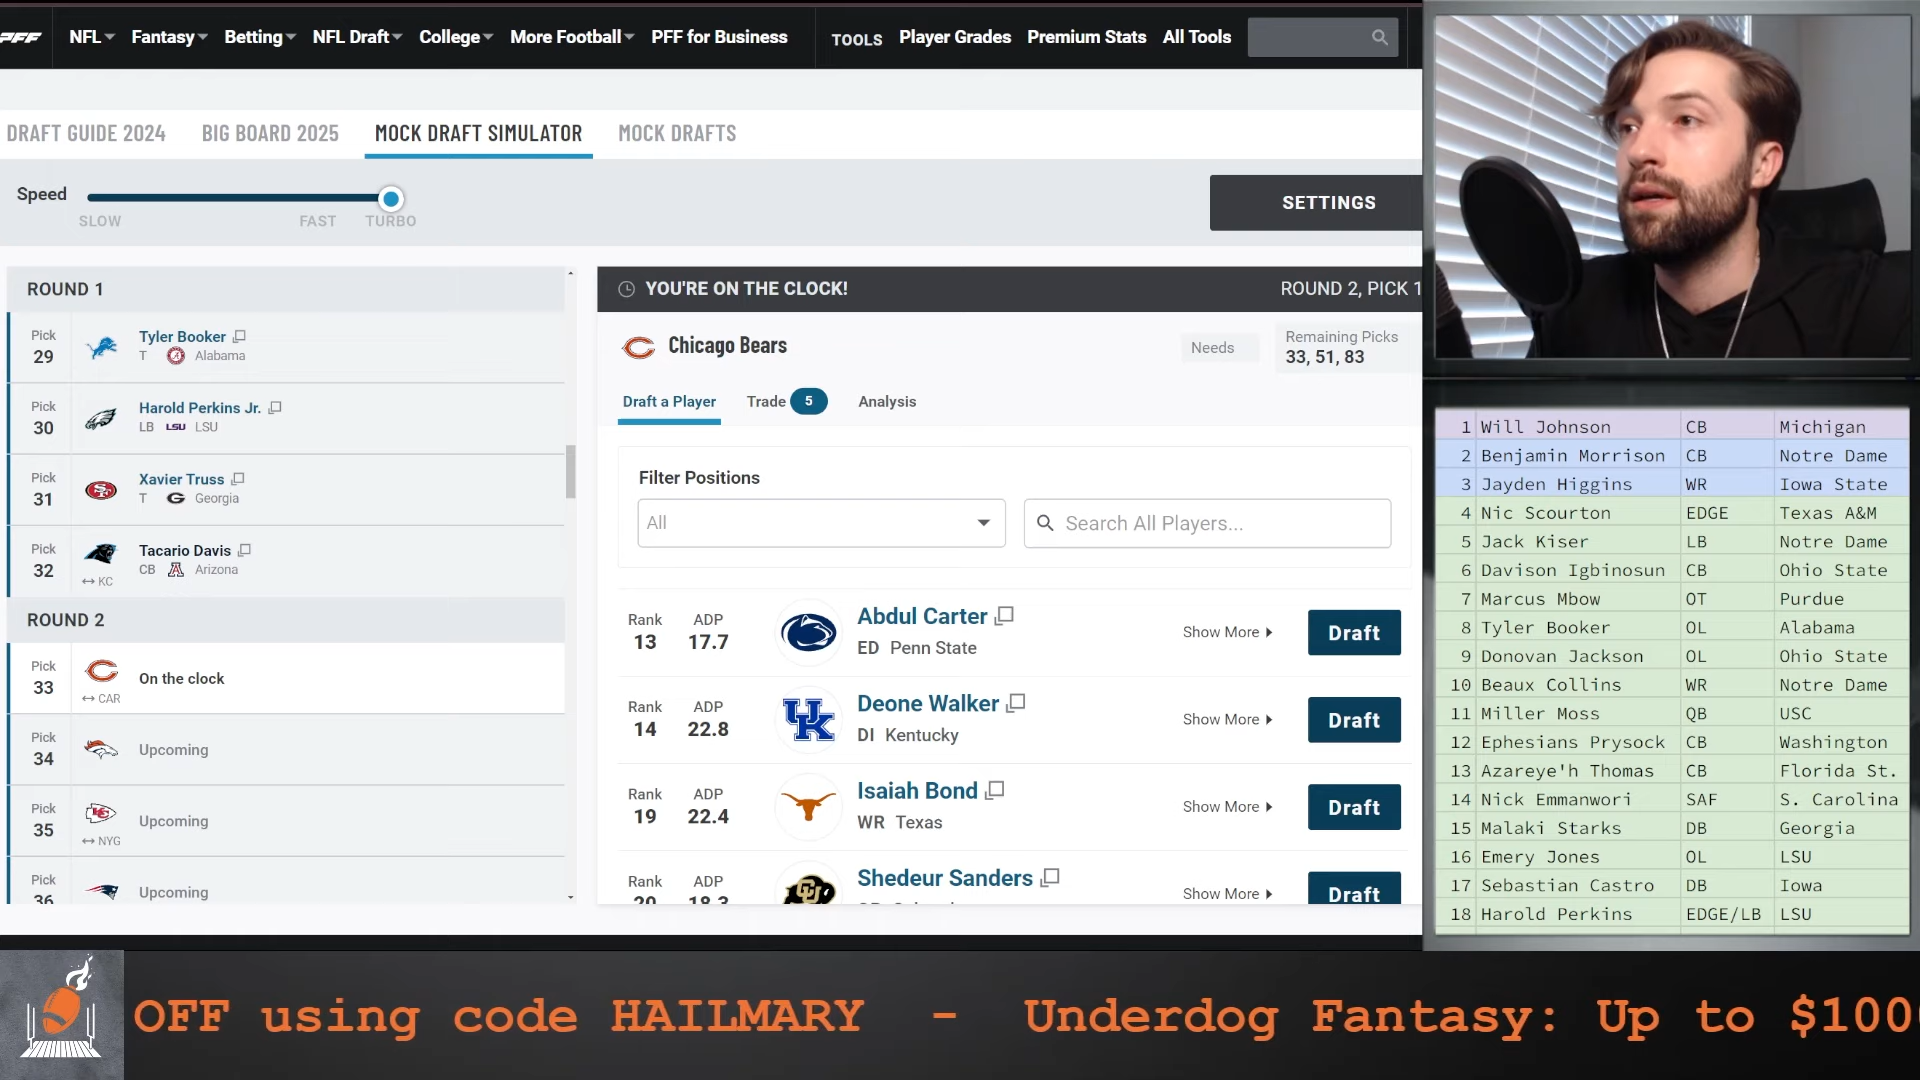 PFF NFL Fantasy Betting NFL Draft College More Football PFF for Business TOOLS Player Grades Premium Stats All Tools
DRAFT GUIDE 2024 BIG BOARD 2025 MOCK DRAFT SIMULATOR MOCK DRAFTS
Speed
SLOW FAST TURBO
SETTINGS
ROUND 1
Pick 29
Tyler Booker
T Alabama
Pick 30
Harold Perkins Jr.
LB LSU LSU
Pick 31
Xavier Truss
T G Georgia
Pick 32
Tacario Davis
CB A Arizona
↔ KC
ROUND 2
Pick 33
On the clock
↔ CAR
Pick 34
Upcoming
Pick 35
Upcoming
↔ NYG
Pick 36
Upcoming
YOU'RE ON THE CLOCK! ROUND 2, PICK 1
Chicago Bears
Needs
Remaining Picks
33, 51, 83
Draft a Player Trade 5 Analysis
Filter Positions
All
Search All Players...
Rank 13 ADP 17.7
Abdul Carter
ED Penn State
Show More Draft
Rank 14 ADP 22.8
UK
Deone Walker
DI Kentucky
Show More Draft
Rank 19 ADP 22.4
Isaiah Bond
WR Texas
Show More Draft
Rank 20 ADP 18.3
CU
Shedeur Sanders
Show More Draft
1 Will Johnson CB Michigan
2 Benjamin Morrison CB Notre Dame
3 Jayden Higgins WR Iowa State
4 Nic Scourton EDGE Texas A&M
5 Jack Kiser LB Notre Dame
6 Davison Igbinosun CB Ohio State
7 Marcus Mbow OT Purdue
8 Tyler Booker OL Alabama
9 Donovan Jackson OL Ohio State
10 Beaux Collins WR Notre Dame
11 Miller Moss QB USC
12 Ephesians Prysock CB Washington
13 Azareye'h Thomas CB Florida St.
14 Nick Emmanwori SAF S. Carolina
15 Malaki Starks DB Georgia
16 Emery Jones OL LSU
17 Sebastian Castro DB Iowa
18 Harold Perkins EDGE/LB LSU
OFF using code HAILMARY - Underdog Fantasy: Up to $100